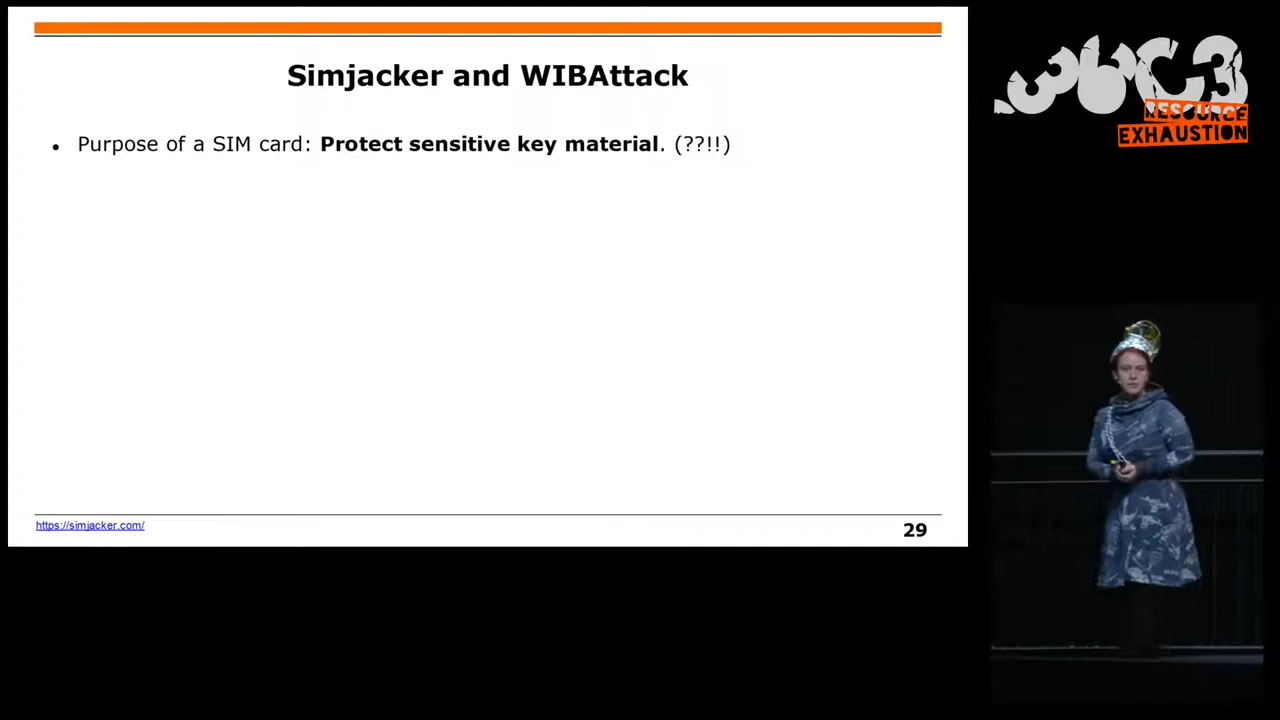 Simjacker and WIBAttack
• Purpose of a SIM card: Protect sensitive key material. (??!!)
https://simjacker.com/
29
36C3
RESOURCE
EXHAUSTION